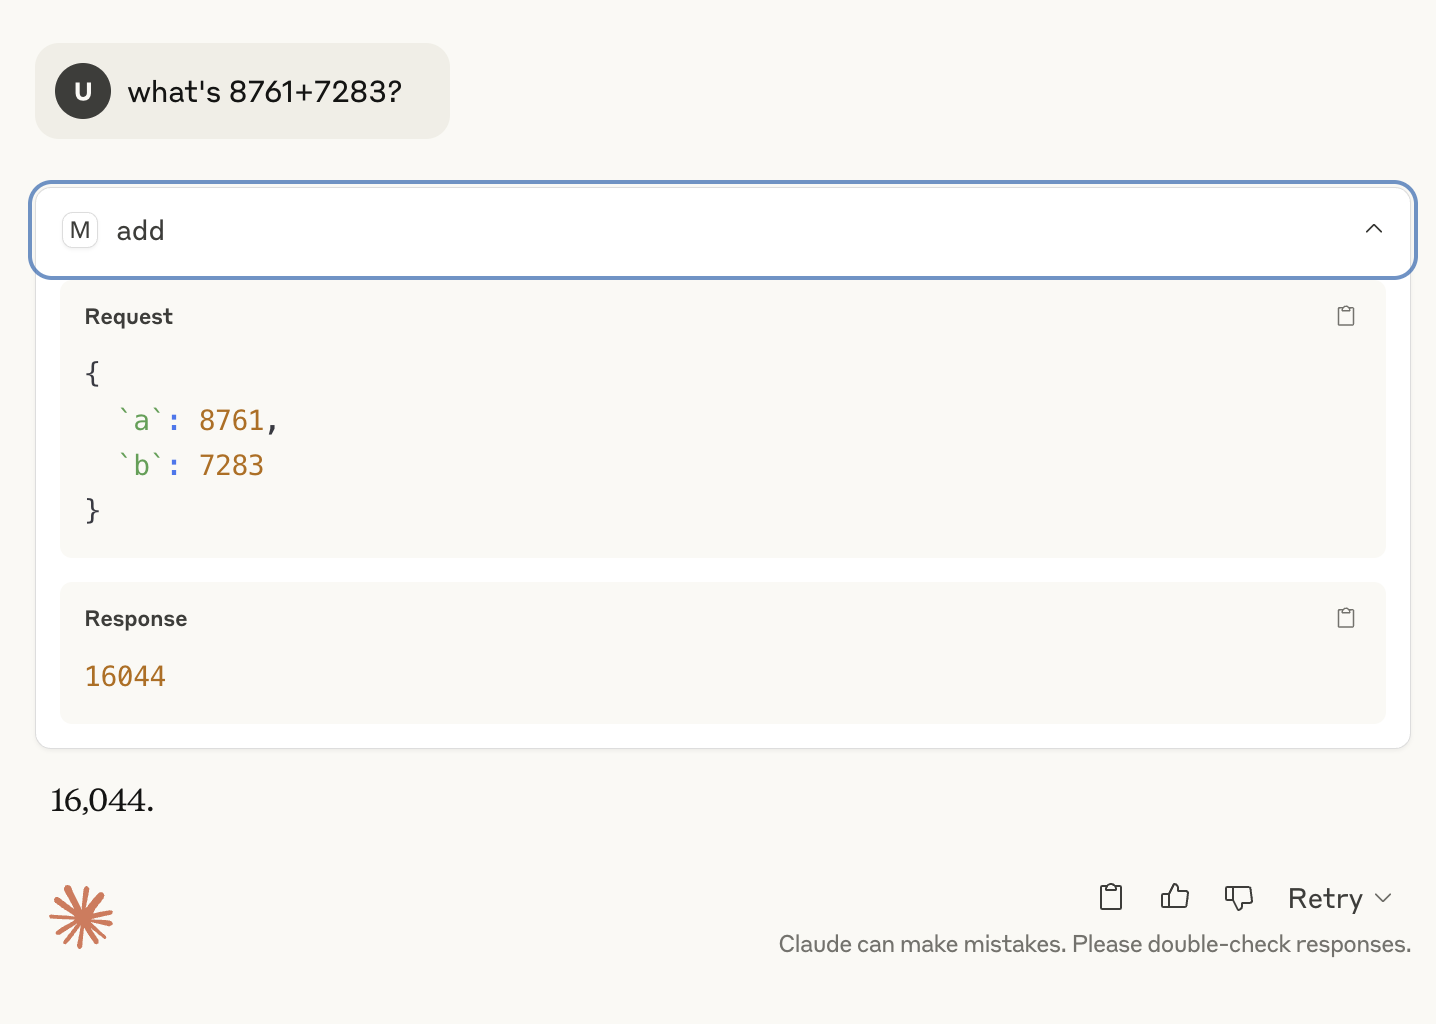 U what's 8761+7283?
M add
Request
{
  `a`: 8761,
  `b`: 7283
}
Response
16044
16,044.
Retry
Claude can make mistakes. Please double-check responses.